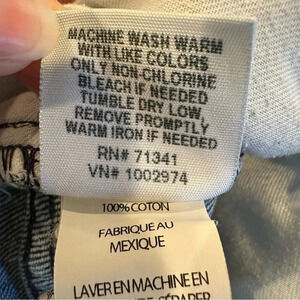 MACHINE WASH WARM
WITH LIKE COLORS
ONLY NON-CHLORINE
BLEACH IF NEEDED
TUMBLE DRY LOW,
REMOVE PROMPTLY
WARM IRON IF NEEDED
RN# 71341
VN# 1002974
100% COTON
FABRIQUÉ AU
MEXIQUE
LAVER EN MACHINE EN